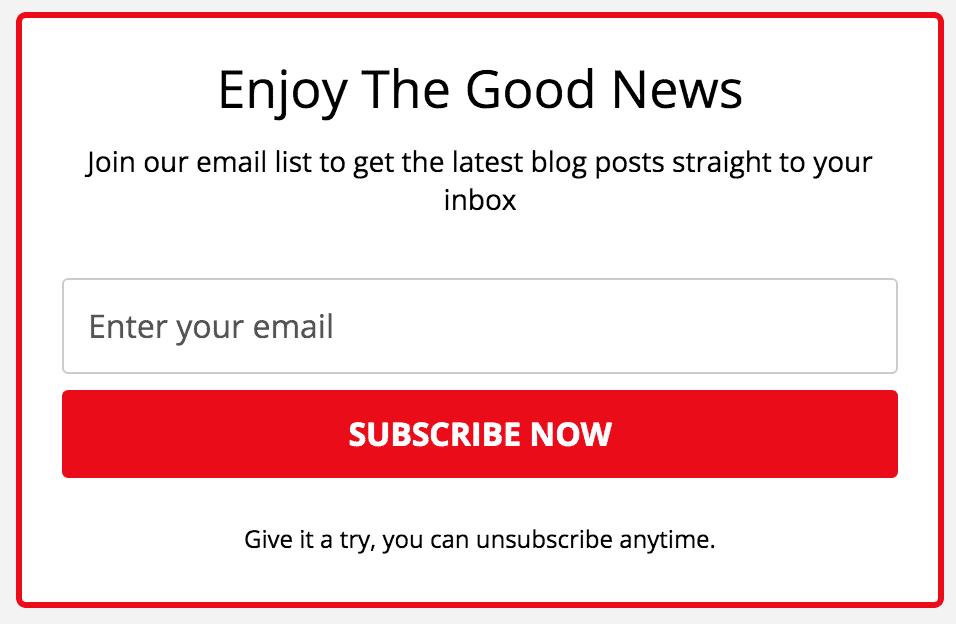 Enjoy The Good News
Join our email list to get the latest blog posts straight to your
inbox
Enter your email
SUBSCRIBE NOW
Give it a try, you can unsubscribe anytime.